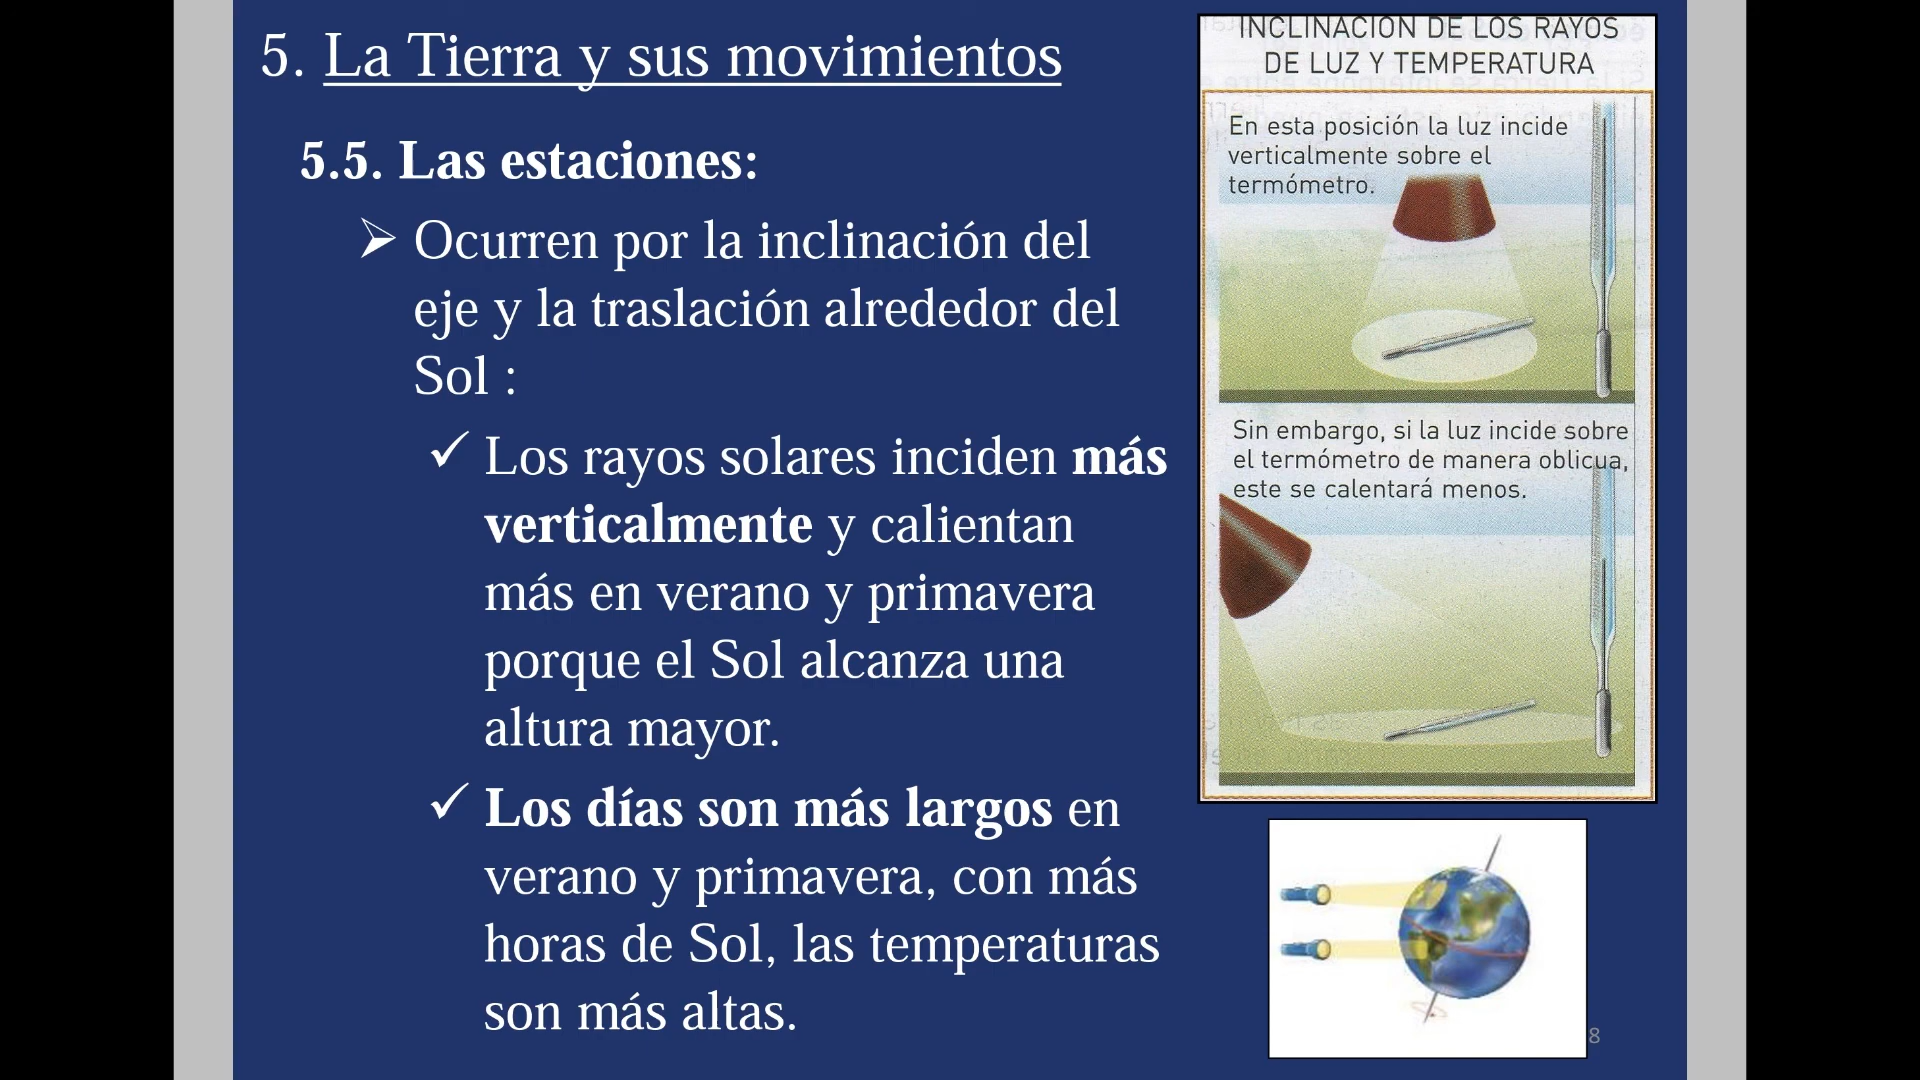 5. La Tierra y sus movimientos
5.5. Las estaciones:
Ocurren por la inclinación del
eje y la traslación alrededor del
Sol :
Los rayos solares inciden más
verticalmente y calientan
más en verano y primavera
porque el Sol alcanza una
altura mayor.
Los días son más largos en
verano y primavera, con más
horas de Sol, las temperaturas
son más altas.
INCLINACIÓN DE LOS RAYOS
DE LUZ Y TEMPERATURA
En esta posición la luz incide
verticalmente sobre el
termómetro.
Sin embargo, si la luz incide sobre
el termómetro de manera oblicua,
este se calentará menos.
8